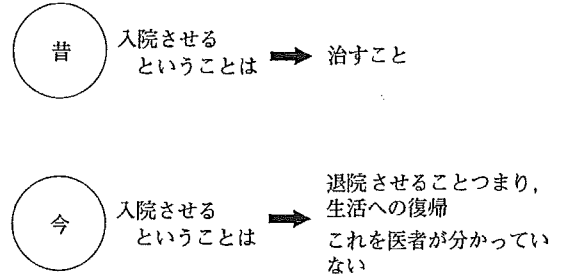 昔
入院させる
ということは
治すこと
今
入院させる
ということは
退院させることつまり，
生活への復帰
これを医者が分かってい
ない